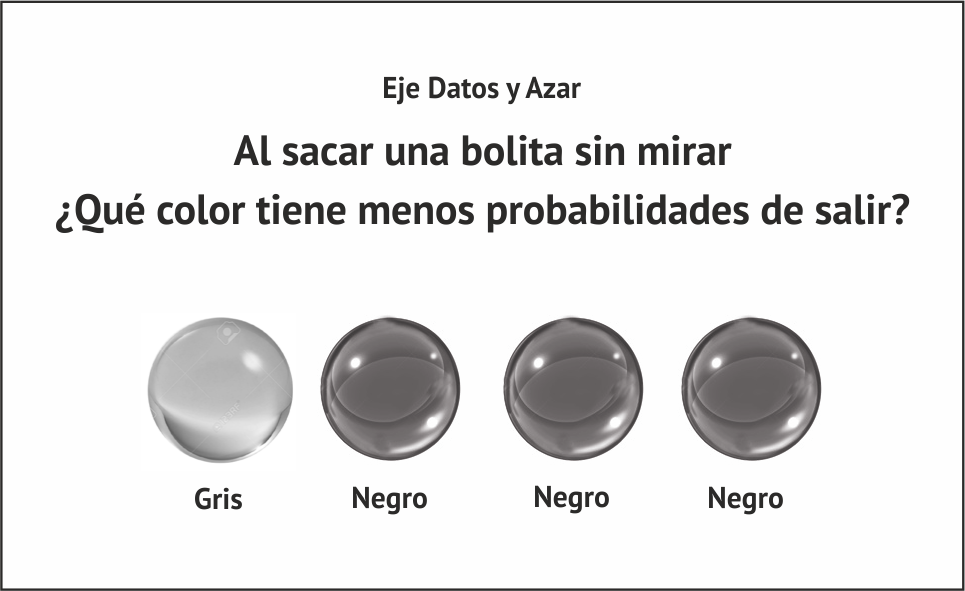 Eje Datos y Azar
Al sacar una bolita sin mirar
¿Qué color tiene menos probabilidades de salir?
Gris Negro Negro Negro